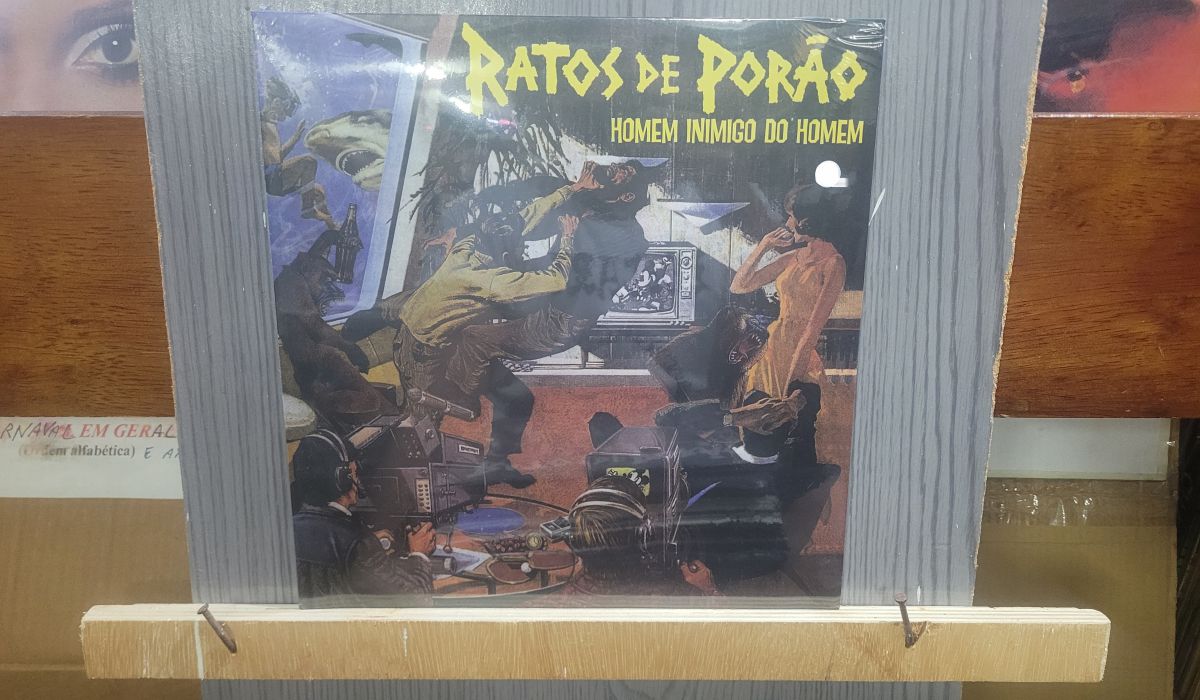 RATOS DE PORÃO
HOMEM INIMIGO DO HOMEM
RNAVAL EM GERAL
(Ordem alfabética) E